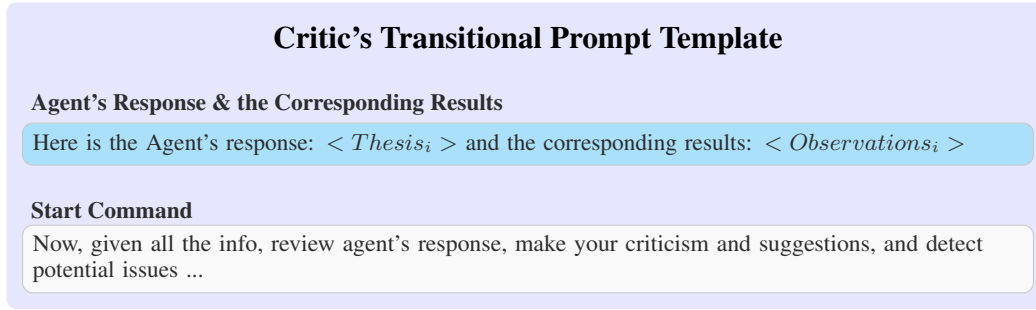 Critic's Transitional Prompt Template
Agent's Response & the Corresponding Results
Here is the Agent's response: < Thesis_i > and the corresponding results: < Observations_i >
Start Command
Now, given all the info, review agent's response, make your criticism and suggestions, and detect
potential issues ...